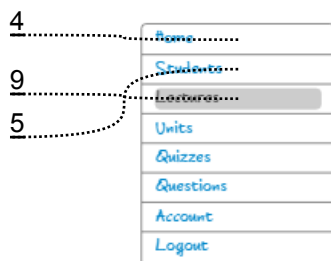 4
Home
Students
9
Lectures
5
Units
Quizzes
Questions
Account
Logout